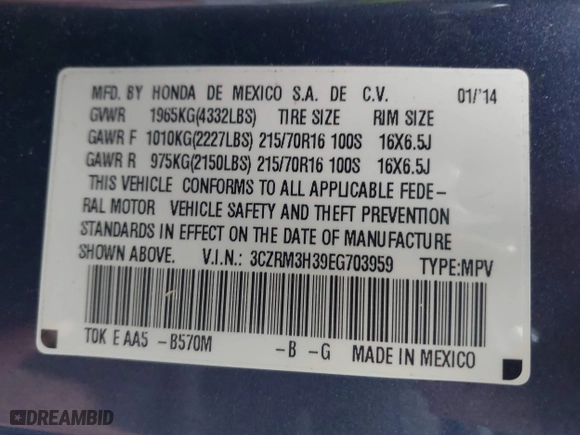 MFD. BY HONDA DE MEXICO S.A. DE C.V. 01/'14
GVWR 1965KG(4332LBS) TIRE SIZE RIM SIZE
GAWR F 1010KG(2227LBS) 215/70R16 100S 16X6.5J
GAWR R 975KG(2150LBS) 215/70R16 100S 16X6.5J
THIS VEHICLE CONFORMS TO ALL APPLICABLE FEDE-
RAL MOTOR VEHICLE SAFETY AND THEFT PREVENTION
STANDARDS IN EFFECT ON THE DATE OF MANUFACTURE
SHOWN ABOVE. V.I.N.: 3CZRM3H39EG703959 TYPE:MPV
T0K E AA5 -B570M -B -G MADE IN MEXICO
DREAMBID